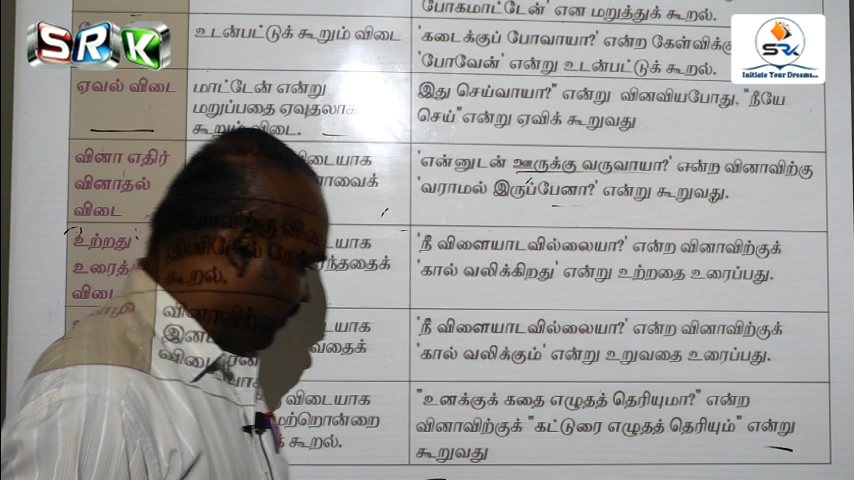 போகமாட்டேன்' என மறுத்துக் கூறல்.
SRK
SRK
Initiate Your Dreams..
உடன்பட்டுக் கூறும் விடை
'கடைக்குப் போவாயா?' என்ற கேள்விக்கு
'போவேன்' என்று உடன்பட்டுக் கூறல்.
ஏவல் விடை
மாட்டேன் என்று
மறுப்பதை ஏவுதலாக
கூறும் விடை.
இது செய்வாயா?" என்று வினவியபோது, "நீயே
செய்"என்று ஏவிக் கூறுவது
வினா எதிர்
வினாதல்
விடை
விடையாக
'என்னுடன் ஊருக்கு வருவாயா?' என்ற வினாவிற்கு
'வராமல் இருப்பேனா?' என்று கூறுவது.
உற்றது
விடை
'நீ விளையாடவில்லையா?' என்ற வினாவிற்குக்
'கால் வலிக்கிறது' என்று உற்றதை உரைப்பது.
'நீ விளையாடவில்லையா?' என்ற வினாவிற்குக்
'கால் வலிக்கும்' என்று உறுவதை உரைப்பது.
விடையாக
மற்றொன்றை
கூறல்.
"உனக்குக் கதை எழுதத் தெரியுமா?" என்ற
வினாவிற்குக் "கட்டுரை எழுதத் தெரியும்" என்று
கூறுவது